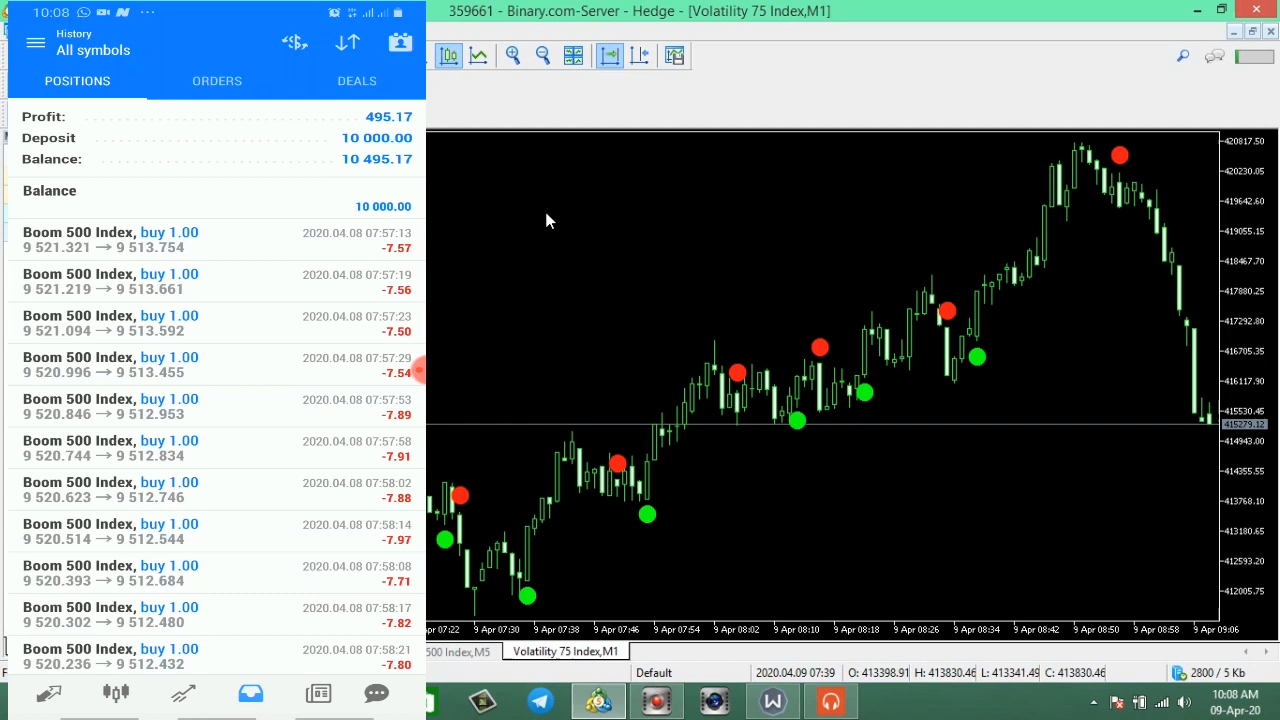 10:08
History
All symbols
POSITIONS ORDERS DEALS
Profit: 495.17
Deposit 10 000.00
Balance: 10 495.17
Balance
10 000.00
Boom 500 Index, buy 1.00 2020.04.08 07:57:13
9 521.321 → 9 513.754 -7.57
Boom 500 Index, buy 1.00 2020.04.08 07:57:19
9 521.219 → 9 513.661 -7.56
Boom 500 Index, buy 1.00 2020.04.08 07:57:23
9 521.094 → 9 513.592 -7.50
Boom 500 Index, buy 1.00 2020.04.08 07:57:29
9 520.996 → 9 513.455 -7.54
Boom 500 Index, buy 1.00 2020.04.08 07:57:53
9 520.846 → 9 512.953 -7.89
Boom 500 Index, buy 1.00 2020.04.08 07:57:58
9 520.744 → 9 512.834 -7.91
Boom 500 Index, buy 1.00 2020.04.08 07:58:02
9 520.623 → 9 512.746 -7.88
Boom 500 Index, buy 1.00 2020.04.08 07:58:14
9 520.514 → 9 512.544 -7.97
Boom 500 Index, buy 1.00 2020.04.08 07:58:08
9 520.393 → 9 512.684 -7.71
Boom 500 Index, buy 1.00 2020.04.08 07:58:17
9 520.302 → 9 512.480 -7.82
Boom 500 Index, buy 1.00 2020.04.08 07:58:21
9 520.236 → 9 512.432 -7.80
359661 - Binary.com-Server - Hedge - [Volatility 75 Index,M1]
420817.50
420230.05
419642.60
419055.15
418467.70
417880.25
417292.80
416705.35
416117.90
415530.45
415279.12
414943.00
414355.55
413768.10
413180.65
412593.20
412005.75
pr 07:22 9 Apr 07:30 9 Apr 07:38 9 Apr 07:46 9 Apr 07:54 9 Apr 08:02 9 Apr 08:10 9 Apr 08:18 9 Apr 08:26 9 Apr 08:34 9 Apr 08:42 9 Apr 08:50 9 Apr 08:58 9 Apr 09:06
500 Index,M5 Volatility 75 Index,M1
Default 2020.04.09 07:39 O: 413398.91 H: 413830.46 L: 413341.49 C: 413830.46 2800 / 5 Kb
10:08 AM
09-Apr-20